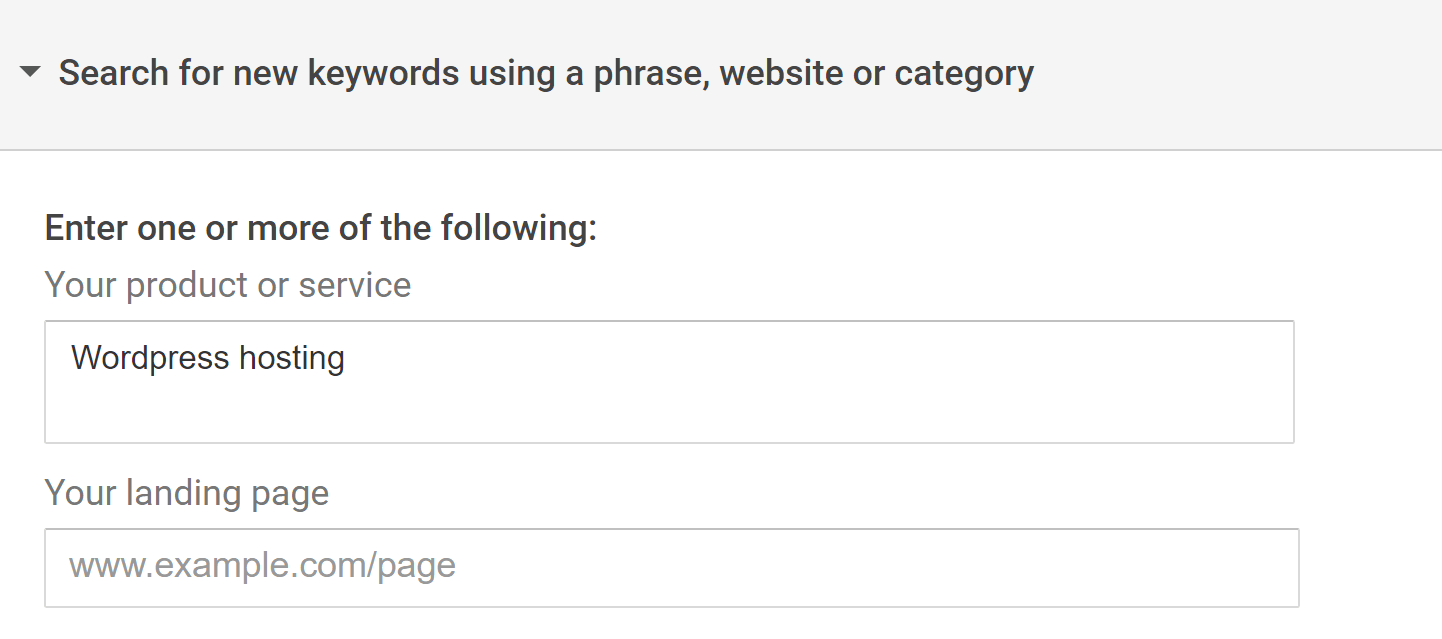 Search for new keywords using a phrase, website or category
Enter one or more of the following:
Your product or service
Wordpress hosting
Your landing page
www.example.com/page